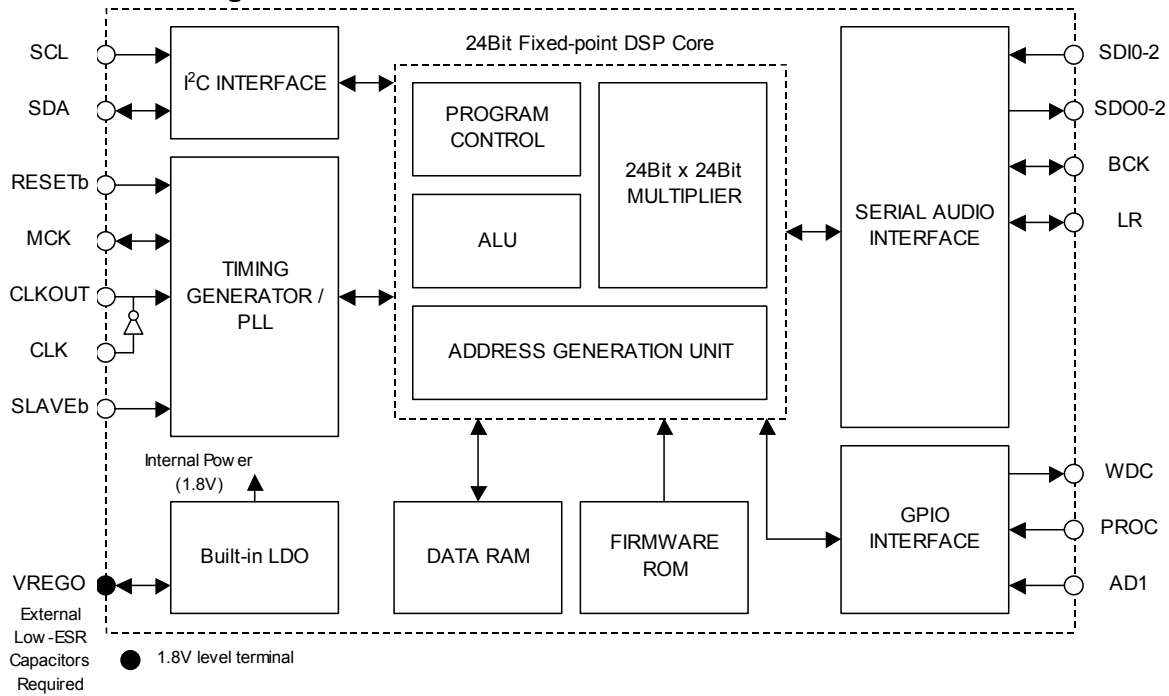 24Bit Fixed-point DSP Core
SCL
SDA
I²C INTERFACE
RESETb
MCK
CLKOUT
CLK
SLAVEb
TIMING
GENERATOR /
PLL
PROGRAM
CONTROL
ALU
24Bit x 24Bit
MULTIPLIER
ADDRESS GENERATION UNIT
SERIAL AUDIO
INTERFACE
SDI0-2
SDO0-2
BCK
LR
Internal Power
(1.8V)
Built-in LDO
DATA RAM
FIRMWARE
ROM
GPIO
INTERFACE
WDC
PROC
AD1
VREGO
External
Low-ESR
Capacitors
Required
1.8V level terminal